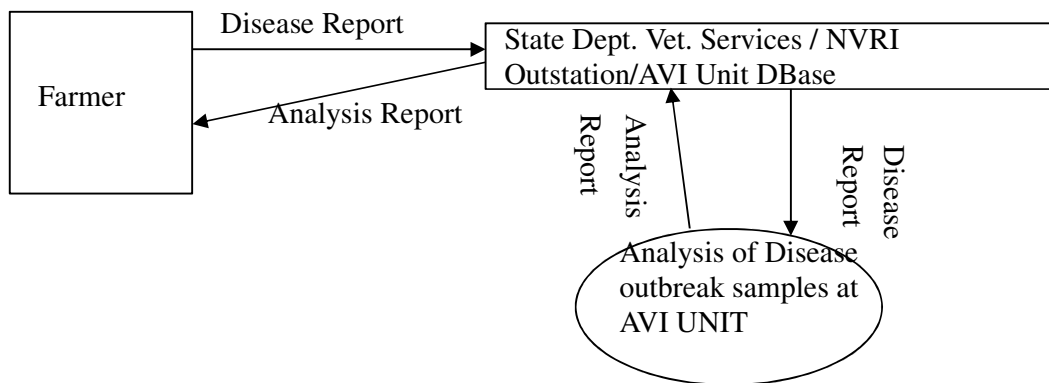 Disease Report
State Dept. Vet. Services / NVRI
Outstation/AVI Unit DBase
Farmer
Analysis Report
Analysis
Report
Disease
Report
Analysis of Disease
outbreak samples at
AVI UNIT